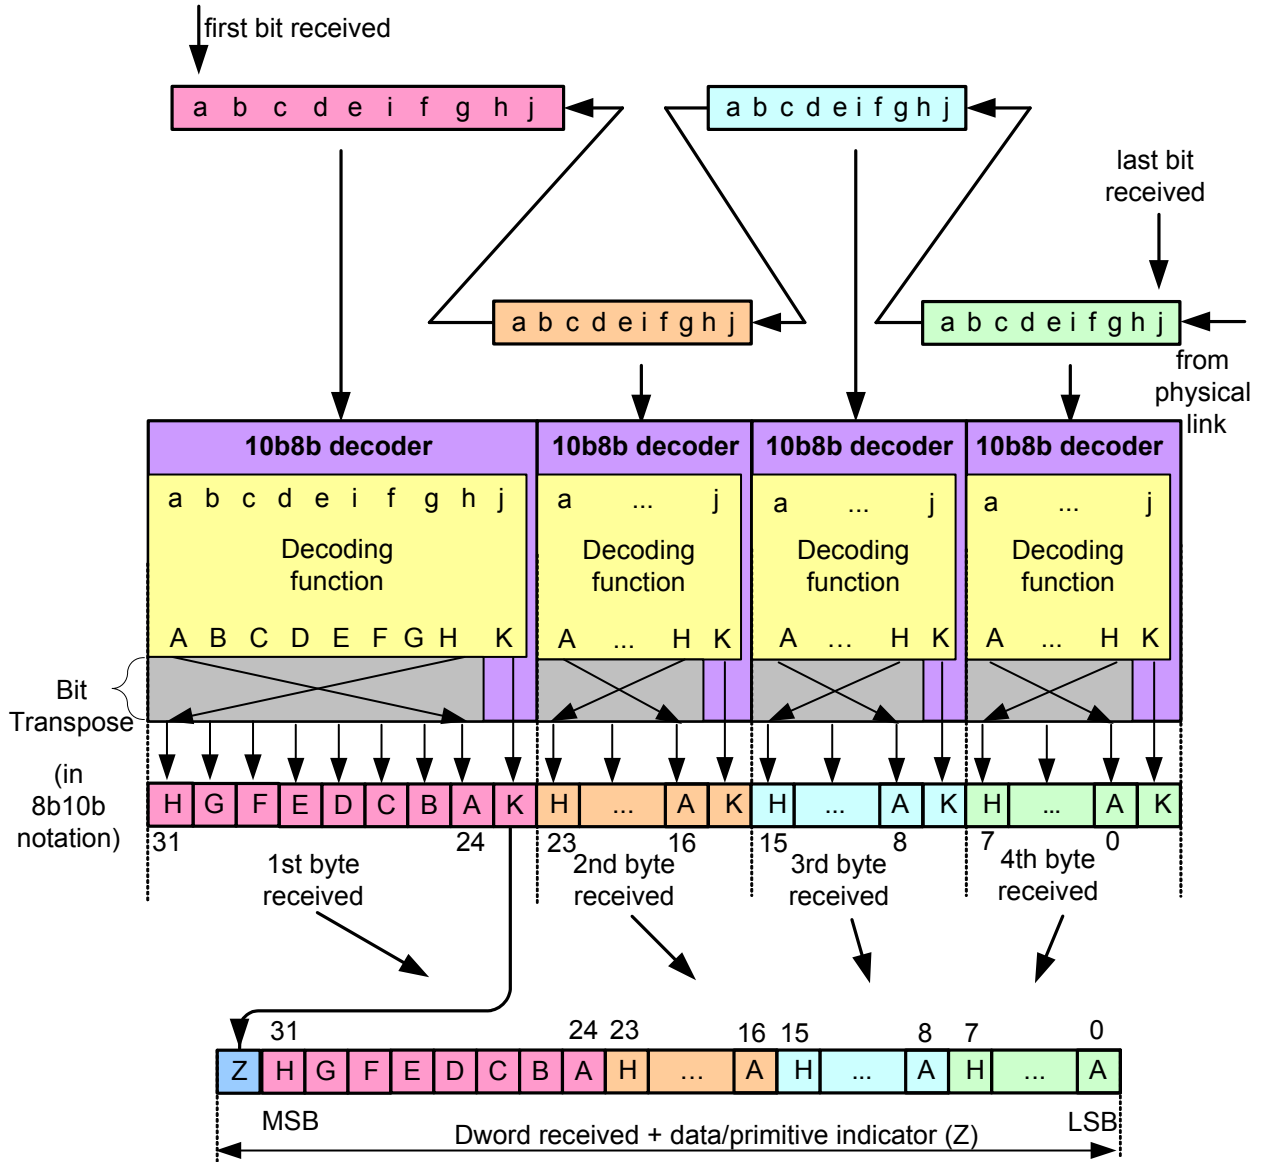 first bit received
a b c d e i f g h j
a b c d e i f g h j
last bit
received
a b c d e i f g h j
a b c d e i f g h j
from
physical
link
10b8b decoder
10b8b decoder
10b8b decoder
10b8b decoder
a b c d e i f g h j
a ... j
a ... j
a ... j
Decoding
function
Decoding
function
Decoding
function
Decoding
function
A B C D E F G H K
A ... H K
A ... H K
A ... H K
Bit
Transpose
(in
8b10b
notation)
H G F E D C B A K
H ... A K
H ... A K
H ... A K
31 24
23 16
15 8
7 0
1st byte
received
2nd byte
received
3rd byte
received
4th byte
received
31 24 23 16 15 8 7 0
Z H G F E D C B A H ... A H ... A H ... A
MSB LSB
Dword received + data/primitive indicator (Z)